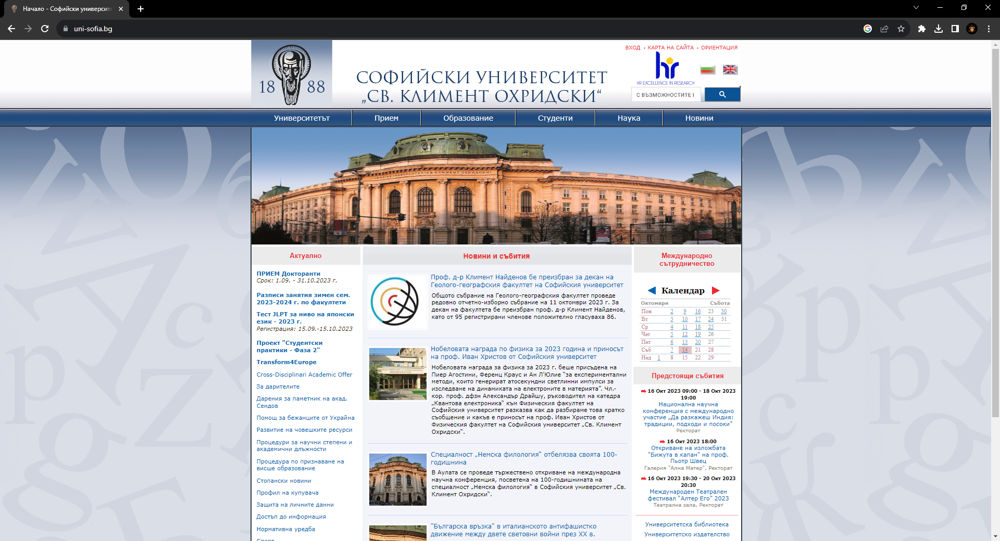 Начало - Софийски университе
uni-sofia.bg
ВХОД • КАРТА НА САЙТА • ОРИЕНТАЦИЯ
18 88
СОФИЙСКИ УНИВЕРСИТЕТ
„СВ. КЛИМЕНТ ОХРИДСКИ“
hr
HR EXCELLENCE IN RESEARCH
С ВЪЗМОЖНОСТИТЕ
Университетът
Прием
Образование
Студенти
Наука
Новини
Актуално
ПРИЕМ Докторанти
Срок: 1.09. - 31.10.2023 г.
Разписи занятия зимен сем.
2023-2024 г. по факултети
Тест JLPT за ниво на японски
език - 2023 г.
Регистрация: 15.09.-15.10.2023
Проект "Студентски
практики - Фаза 2"
Transform4Europe
Cross-Disciplinari Academic Offer
За дарителите
Дарения за паметник на акад.
Сендов
Помощ за бежанците от Украйна
Развитие на човешките ресурси
Процедури за научни степени и
академични длъжности
Процедура по признаване на
висше образование
Стопански новини
Профил на купувача
Защита на личните данни
Достъп до информация
Нормативна уредба
Спорт
Новини и събития
Проф. д-р Климент Найденов бе преизбран за декан на
Геолого-географския факултет на Софийския университет
Общото събрание на Геолого-географския факултет проведе
редовно отчетно-изборно събрание на 11 октомври 2023 г. За
декан на факултета бе преизбран проф. д-р Климент Найденов,
като от 95 регистрирани членове положително гласуваха 86.
Нобеловата награда по физика за 2023 година и приносът
на проф. Иван Христов от Софийския университет
Нобеловата награда за физика за 2023 г. беше присъдена на
Пиер Агостини, Ференц Краус и Ан Л'Юлие “за експериментални
методи, които генерират атосекундни светлинни импулси за
изследване на динамиката на електроните в материята”. Чл.-
кор. проф. дфзн Александър Драйшу, ръководител на катедра
„Квантова електроника“ към Физическия факултет на
Софийския университет разказва как да разбираме това кратко
съобщение и какъв е приносът на проф. Иван Христов от
Физическия факултет на Софийския университет „Св. Климент
Охридски“.
Специалност „Немска филология“ отбелязва своята 100-
годишнина
В Аулата се проведе тържествено откриване на международна
научна конференция, посветена на 100-годишнината на
специалност „Немска филология“ в Софийския университет „Св.
Климент Охридски“.
"Българска връзка" в италианското антифашистко
движение между двете световни войни през XX в.
Международно
сътрудничество
Календар
Октомври Събота
Пон 2 9 16 23 30
Вт 3 10 17 24 31
Ср 4 11 18 25
Чет 5 12 19 26
Пет 6 13 20 27
Съб 7 14 21 28
Нед 1 8 15 22 29
Предстоящи събития
16 Окт 2023 09:00 - 18 Окт 2023
19:00
Национална научна
конференция с международно
участие „Да разкажеш Индия:
традиции, подходи и посоки”
Ректорат
16 Окт 2023 18:00
Откриване на изложбата
"Бижута в капан" на проф.
Пьотр Швец
Галерия "Алма Матер", Ректорат
16 Окт 2023 19:30 - 20 Окт 2023
20:30
Международен Театрален
фестивал “Алтер Его” 2023
Театрална зала, Ректорат
Университетска библиотека
Университетско издателство